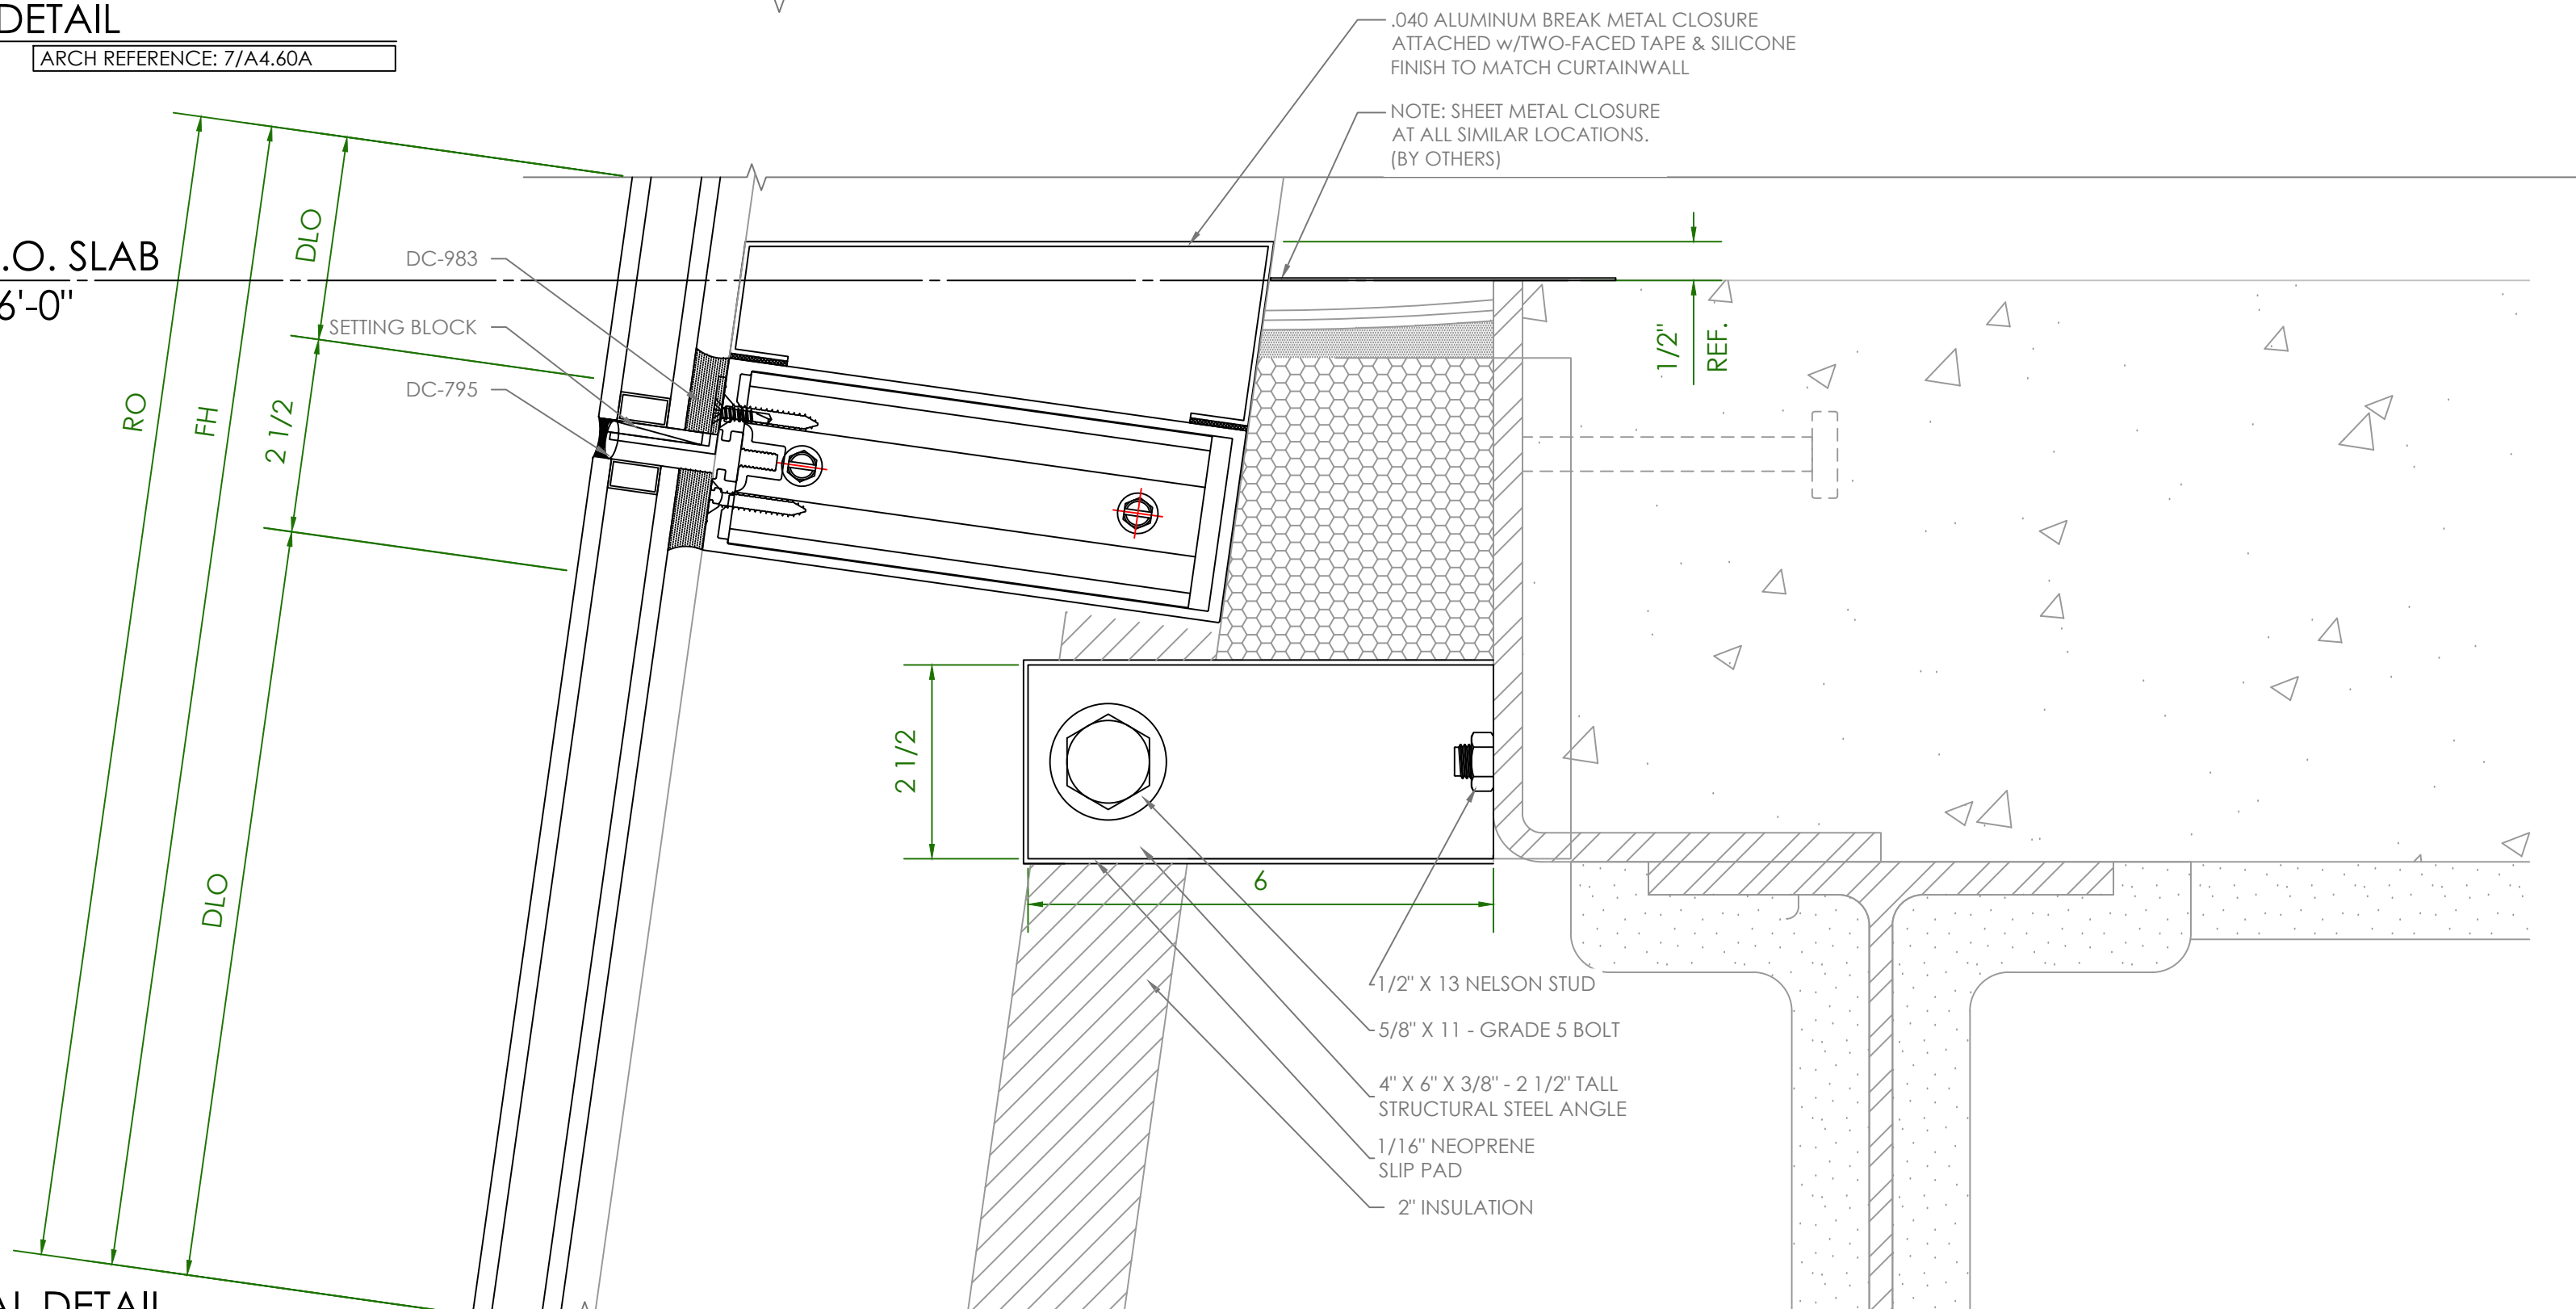 DETAIL
ARCH REFERENCE: 7/A4.60A
.040 ALUMINUM BREAK METAL CLOSURE
ATTACHED w/TWO-FACED TAPE & SILICONE
FINISH TO MATCH CURTAINWALL
NOTE: SHEET METAL CLOSURE
AT ALL SIMILAR LOCATIONS.
(BY OTHERS)
.O. SLAB
6'-0"
DC-983
SETTING BLOCK
DC-795
RO
FH
DLO
2 1/2
DLO
1/2"
REF.
2 1/2
6
1/2" X 13 NELSON STUD
5/8" X 11 - GRADE 5 BOLT
4" X 6" X 3/8" - 2 1/2" TALL
STRUCTURAL STEEL ANGLE
1/16" NEOPRENE
SLIP PAD
2" INSULATION
AL DETAIL